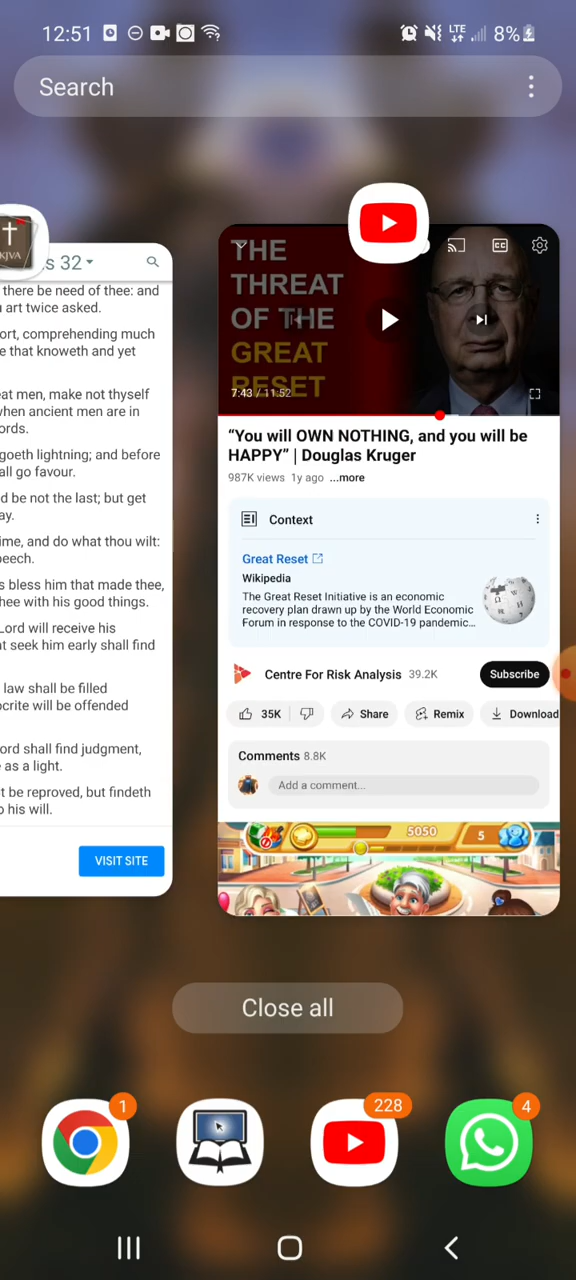 12:51
LTE
8%
Search
KJVA
s 32
there be need of thee: and
art twice asked.
ort, comprehending much
e that knoweth and yet
eat men, make not thyself
when ancient men are in
ords.
goeth lightning; and before
all go favour.
d be not the last; but get
ay.
ime, and do what thou wilt:
peech.
s bless him that made thee,
hee with his good things.
Lord will receive his
t seek him early shall find
law shall be filled
ocrite will be offended
ord shall find judgment,
as a light.
t be reproved, but findeth
o his will.
VISIT SITE
THE
THREAT
OF THE
GREAT
RESET
CC
7:43 / 11:52
“You will OWN NOTHING, and you will be
HAPPY” | Douglas Kruger
987K views 1y ago ...more
Context
Great Reset
Wikipedia
The Great Reset Initiative is an economic
recovery plan drawn up by the World Economic
Forum in response to the COVID-19 pandemic...
Centre For Risk Analysis 39.2K
Subscribe
35K
Share
Remix
Download
Comments 8.8K
Add a comment...
5050
5
Close all
1
228
4